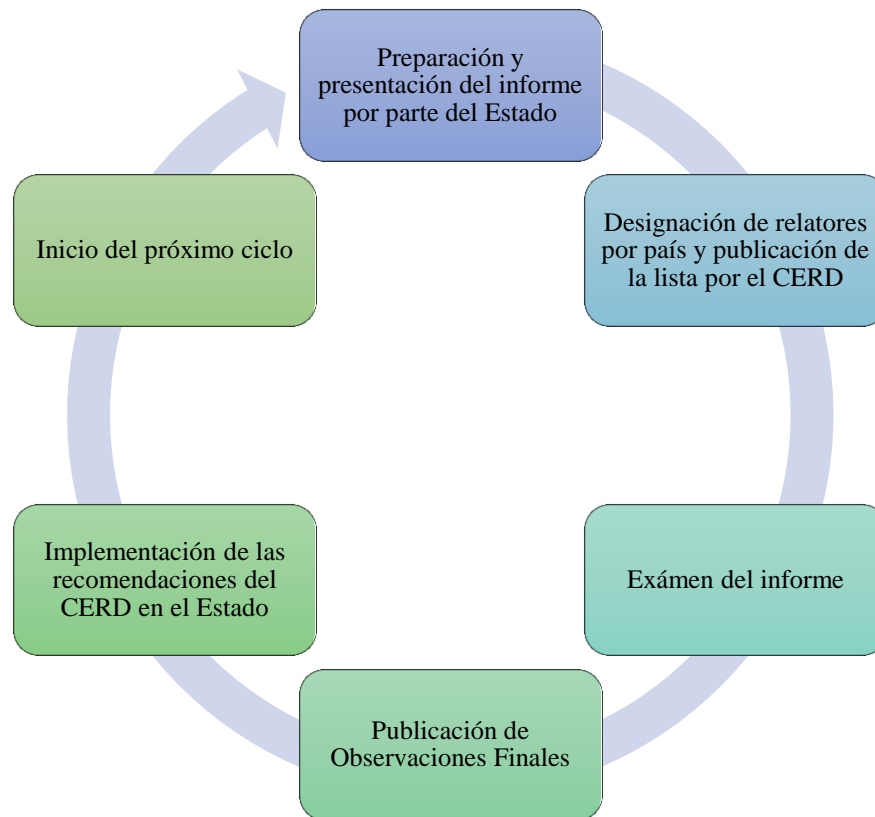 Preparación y
presentación del informe
por parte del Estado
Designación de relatores
por país y publicación de
la lista por el CERD
Exámen del informe
Publicación de
Observaciones Finales
Implementación de las
recomendaciones del
CERD en el Estado
Inicio del próximo ciclo